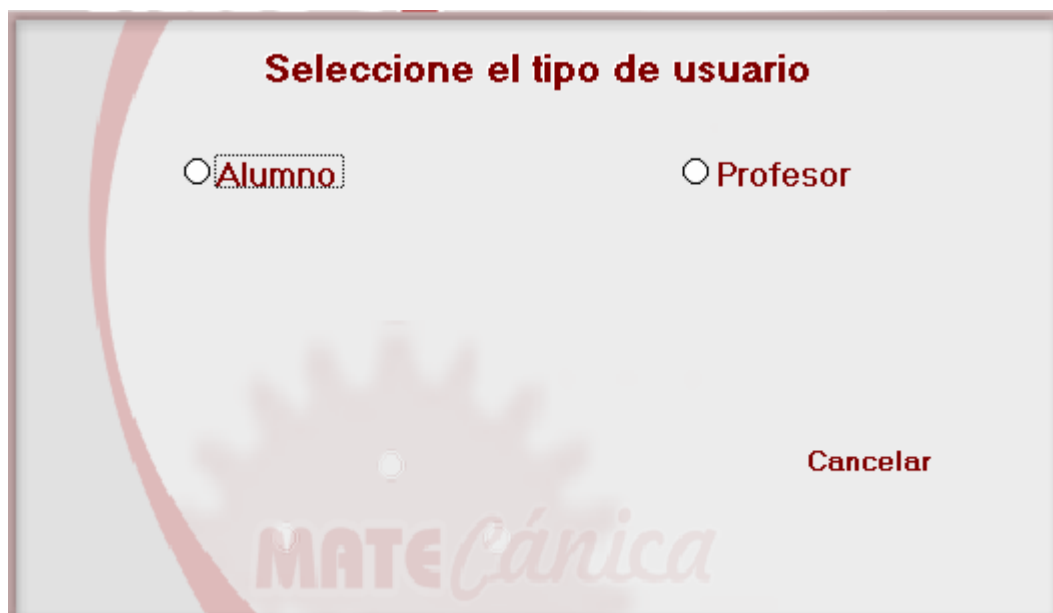 Seleccione el tipo de usuario
Alumno
Profesor
Cancelar
MATECánica